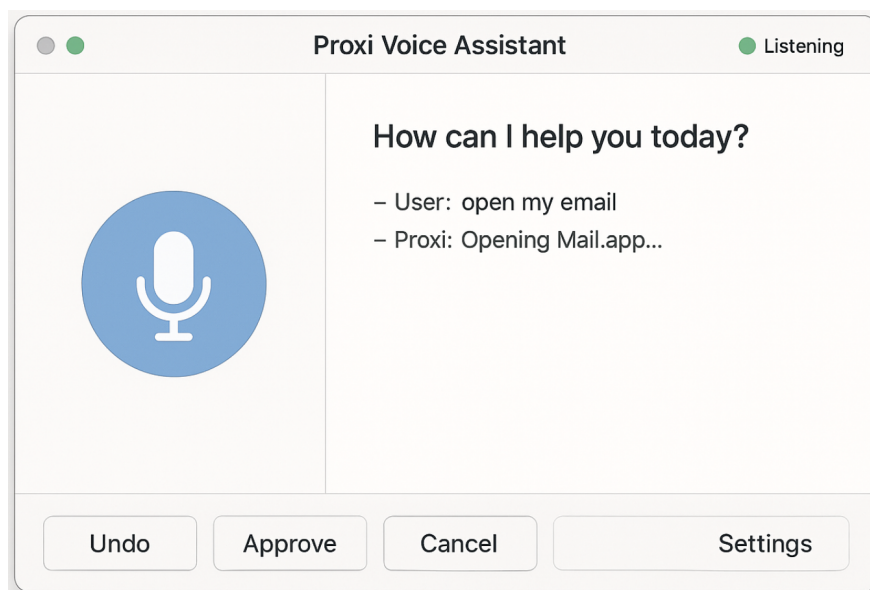 Proxi Voice Assistant
Listening
How can I help you today?
– User: open my email
– Proxi: Opening Mail.app...
Undo
Approve
Cancel
Settings